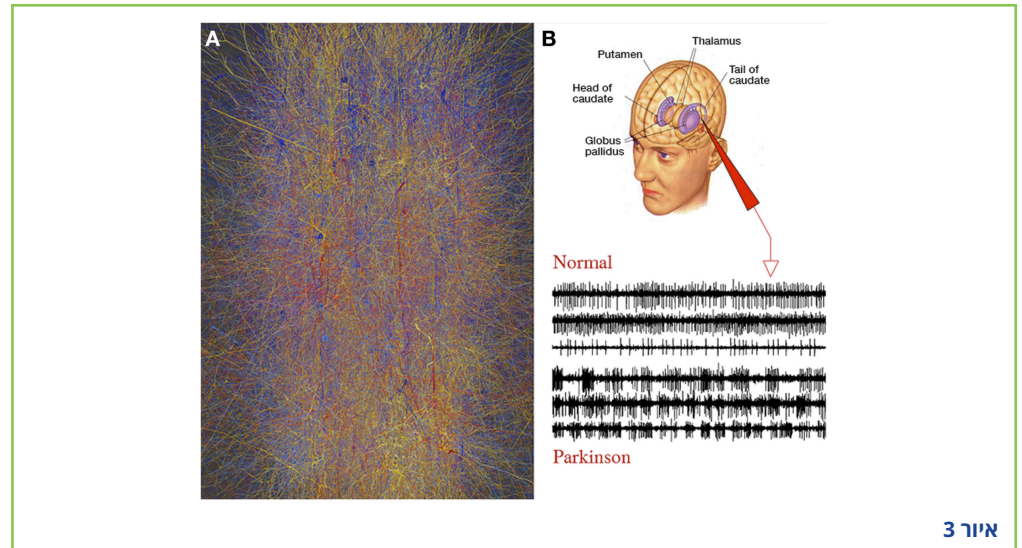 A
B
Thalamus
Putamen
Tail of
caudate
Head of
caudate
Globus
pallidus
Normal
Parkinson
איור 3